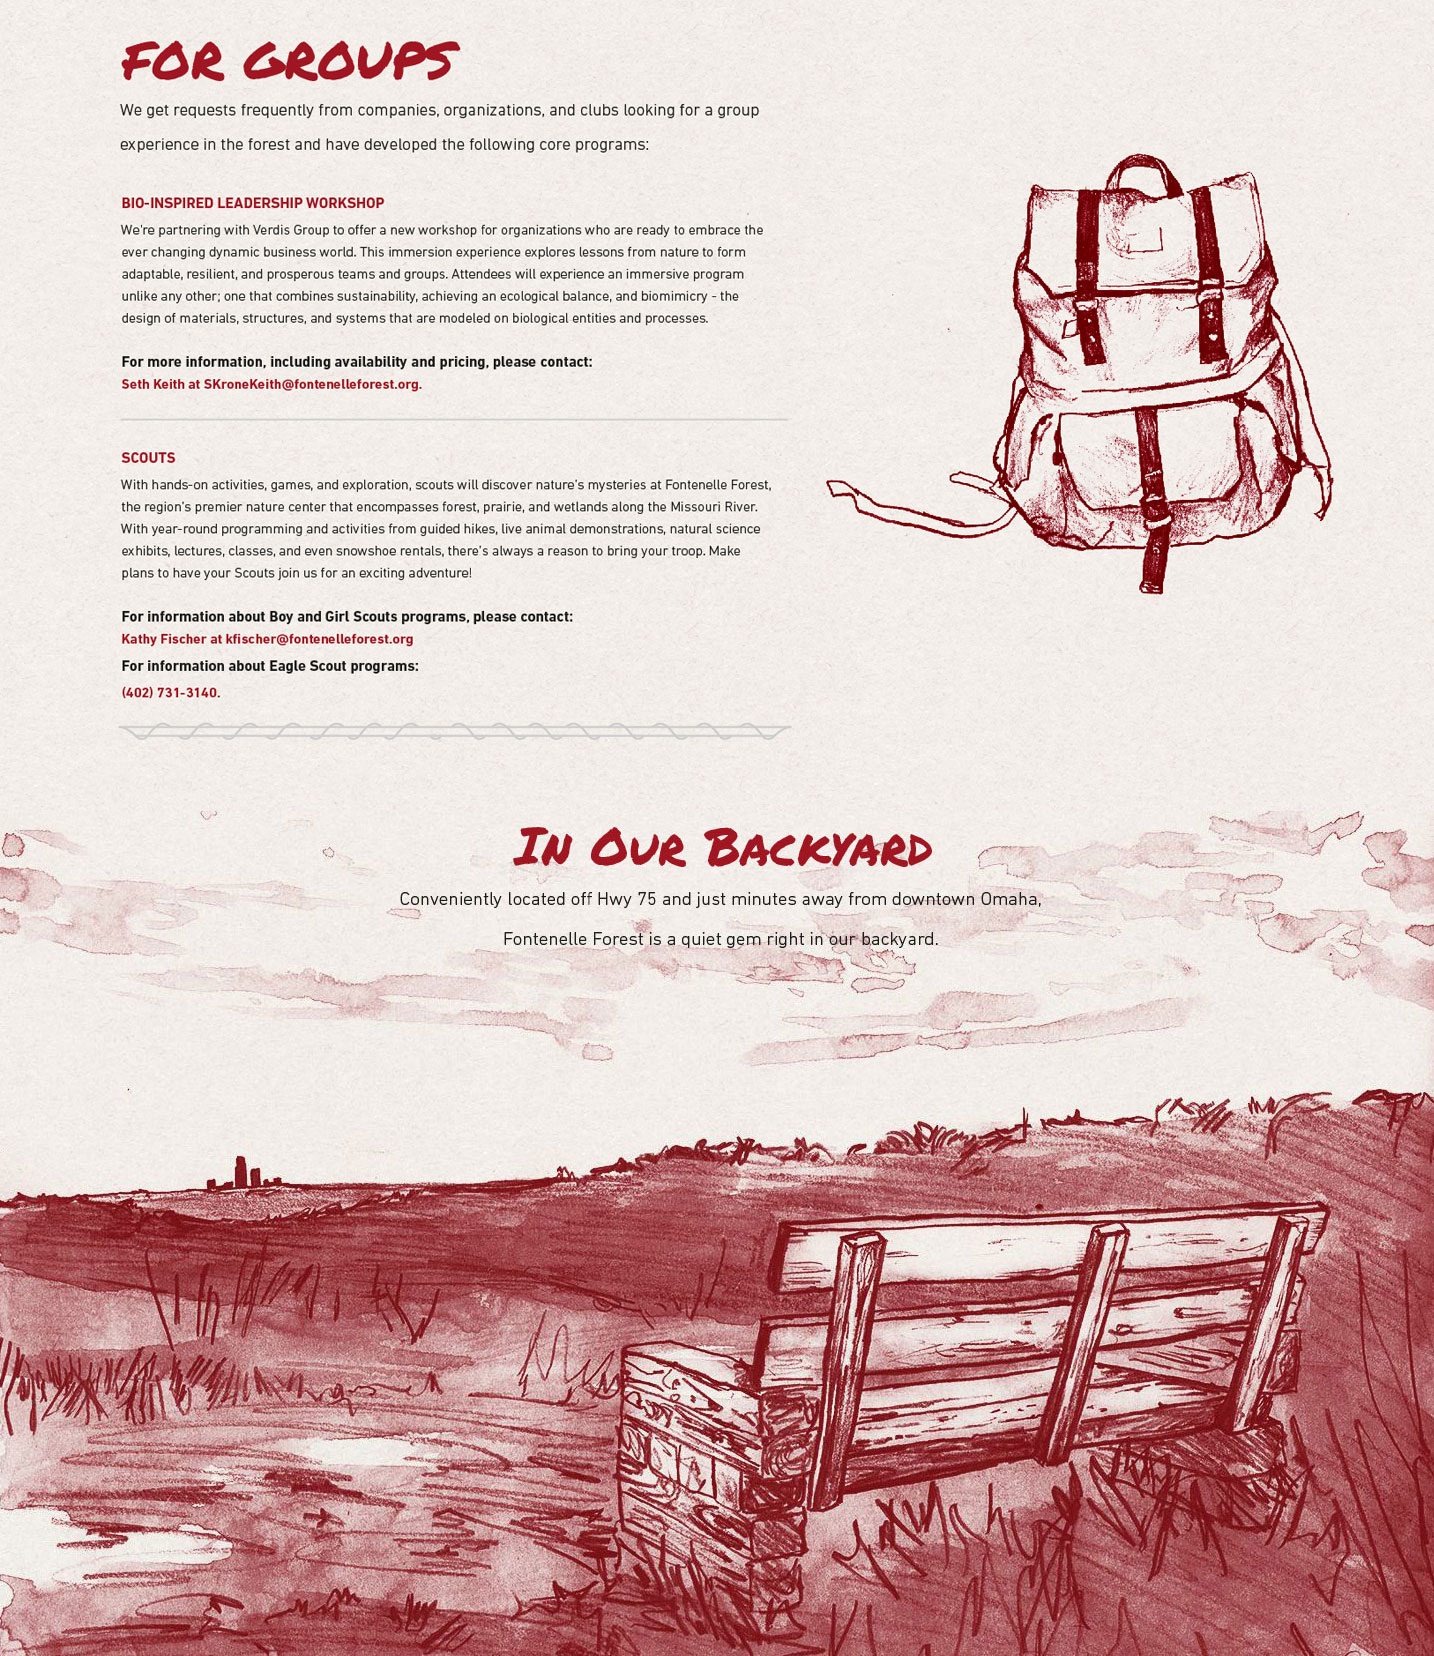 FOR GROUPS
We get requests frequently from companies, organizations, and clubs looking for a group
experience in the forest and have developed the following core programs:
BIO-INSPIRED LEADERSHIP WORKSHOP
We're partnering with Verdis Group to offer a new workshop for organizations who are ready to embrace the
ever changing dynamic business world. This immersion experience explores lessons from nature to form
adaptable, resilient, and prosperous teams and groups. Attendees will experience an immersive program
unlike any other; one that combines sustainability, achieving an ecological balance, and biomimicry - the
design of materials, structures, and systems that are modeled on biological entities and processes.
For more information, including availability and pricing, please contact:
Seth Keith at SKroneKeith@fontenelleforest.org.
SCOUTS
With hands-on activities, games, and exploration, scouts will discover nature's mysteries at Fontenelle Forest,
the region's premier nature center that encompasses forest, prairie, and wetlands along the Missouri River.
With year-round programming and activities from guided hikes, live animal demonstrations, natural science
exhibits, lectures, classes, and even snowshoe rentals, there's always a reason to bring your troop. Make
plans to have your Scouts join us for an exciting adventure!
For information about Boy and Girl Scouts programs, please contact:
Kathy Fischer at kfischer@fontenelleforest.org
For information about Eagle Scout programs:
(402) 731-3140.
In Our Backyard
Conveniently located off Hwy 75 and just minutes away from downtown Omaha,
Fontenelle Forest is a quiet gem right in our backyard.